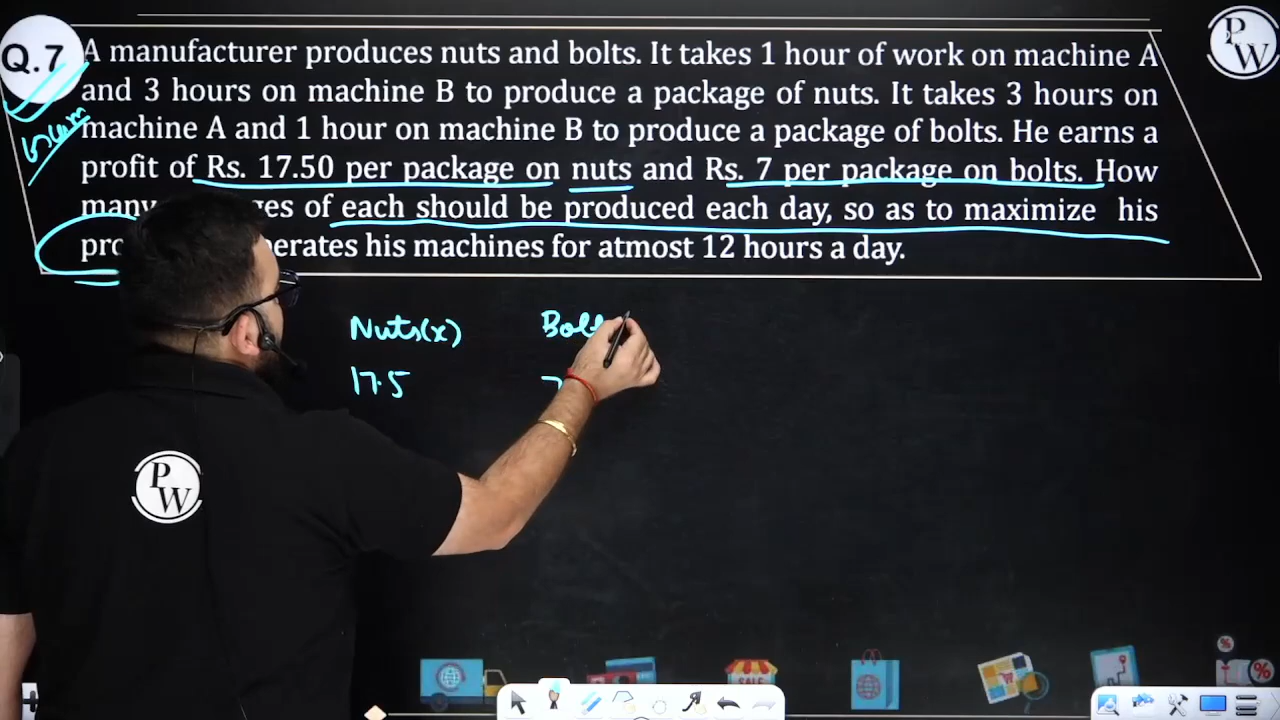 Q.7
A manufacturer produces nuts and bolts. It takes 1 hour of work on machine A
and 3 hours on machine B to produce a package of nuts. It takes 3 hours on
machine A and 1 hour on machine B to produce a package of bolts. He earns a
profit of Rs. 17.50 per package on nuts and Rs. 7 per package on bolts. How
many of each should be produced each day, so as to maximize his
his machines for atmost 12 hours a day.
Nuts(x)
17.5 7
PW
PW
SALE